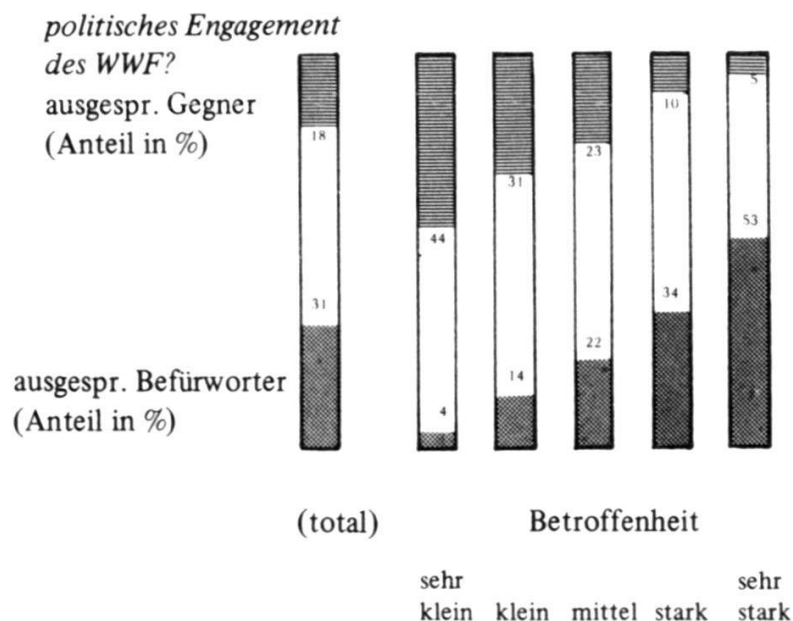 politisches Engagement
des WWF?
ausgespr. Gegner
(Anteil in %)
18
44
31
23
10
5
31
4
14
22
34
53
ausgespr. Befürworter
(Anteil in %)
(total)
Betroffenheit
sehr
klein
klein
mittel
stark
sehr
stark